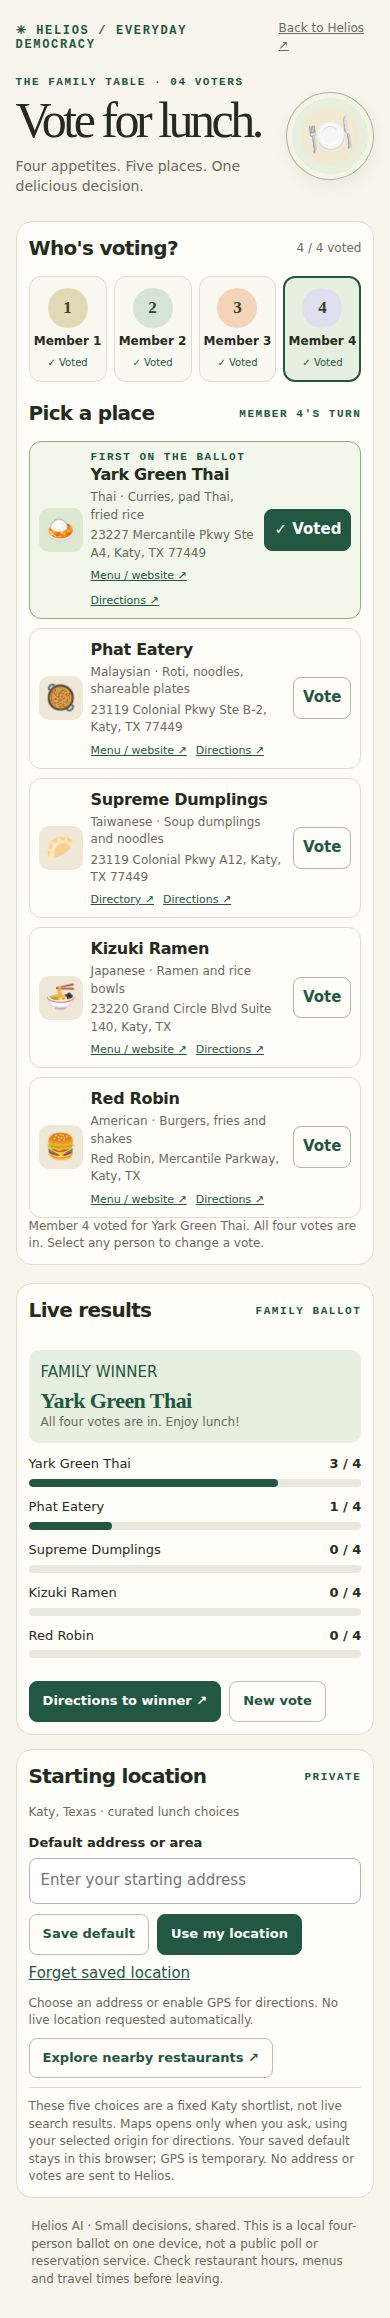 ✳ HELIOS / EVERYDAY
DEMOCRACY
Back to Helios
↗
THE FAMILY TABLE · 04 VOTERS
Vote for lunch.
Four appetites. Five places. One
delicious decision.
Who's voting?
4 / 4 voted
1
Member 1
✓ Voted
2
Member 2
✓ Voted
3
Member 3
✓ Voted
4
Member 4
✓ Voted
Pick a place
MEMBER 4'S TURN
FIRST ON THE BALLOT
Yark Green Thai
Thai · Curries, pad Thai,
fried rice
23227 Mercantile Pkwy Ste
A4, Katy, TX 77449
Menu / website ↗
Directions ↗
✓ Voted
Phat Eatery
Malaysian · Roti, noodles,
shareable plates
23119 Colonial Pkwy Ste B-2,
Katy, TX 77449
Menu / website ↗ Directions ↗
Vote
Supreme Dumplings
Taiwanese · Soup dumplings
and noodles
23119 Colonial Pkwy A12, Katy,
TX 77449
Directory ↗ Directions ↗
Vote
Kizuki Ramen
Japanese · Ramen and rice
bowls
23220 Grand Circle Blvd Suite
140, Katy, TX
Menu / website ↗ Directions ↗
Vote
Red Robin
American · Burgers, fries and
shakes
Red Robin, Mercantile Parkway,
Katy, TX
Menu / website ↗ Directions ↗
Vote
Member 4 voted for Yark Green Thai. All four votes are
in. Select any person to change a vote.
Live results
FAMILY BALLOT
FAMILY WINNER
Yark Green Thai
All four votes are in. Enjoy lunch!
Yark Green Thai 3 / 4
Phat Eatery 1 / 4
Supreme Dumplings 0 / 4
Kizuki Ramen 0 / 4
Red Robin 0 / 4
Directions to winner ↗
New vote
Starting location
PRIVATE
Katy, Texas · curated lunch choices
Default address or area
Enter your starting address
Save default
Use my location
Forget saved location
Choose an address or enable GPS for directions. No
live location requested automatically.
Explore nearby restaurants ↗
These five choices are a fixed Katy shortlist, not live
search results. Maps opens only when you ask, using
your selected origin for directions. Your saved default
stays in this browser; GPS is temporary. No address or
votes are sent to Helios.
Helios AI · Small decisions, shared. This is a local four-
person ballot on one device, not a public poll or
reservation service. Check restaurant hours, menus
and travel times before leaving.